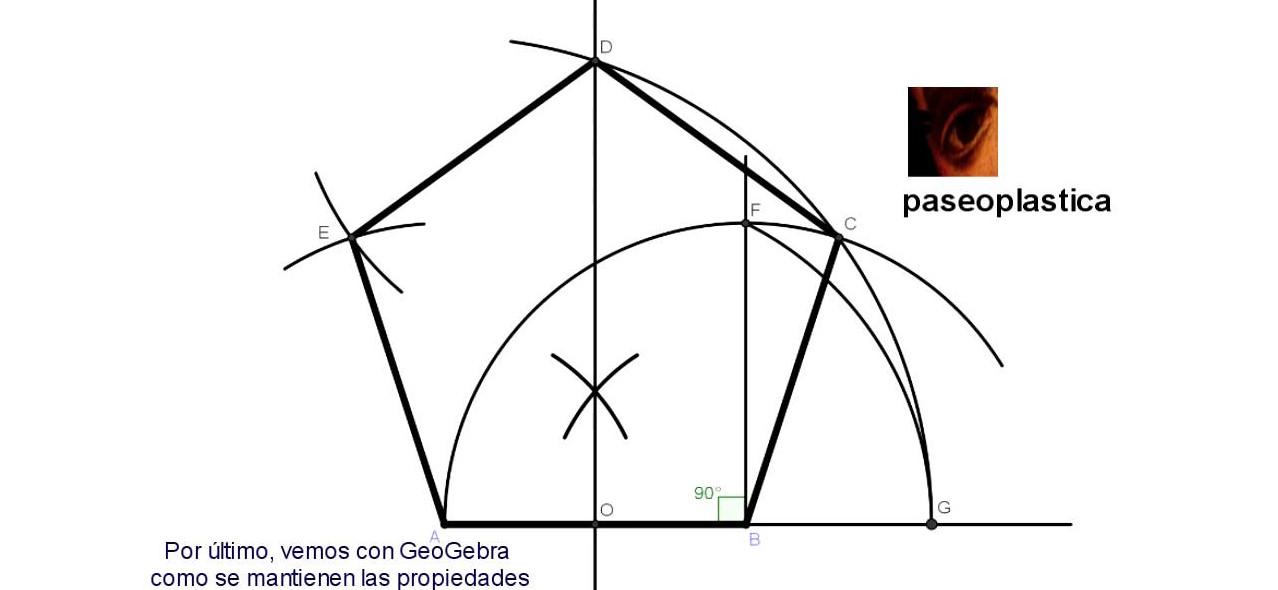 D
paseoplastica
F
C
E
90°
O
G
A
B
Por último, vemos con GeoGebra
como se mantienen las propiedades